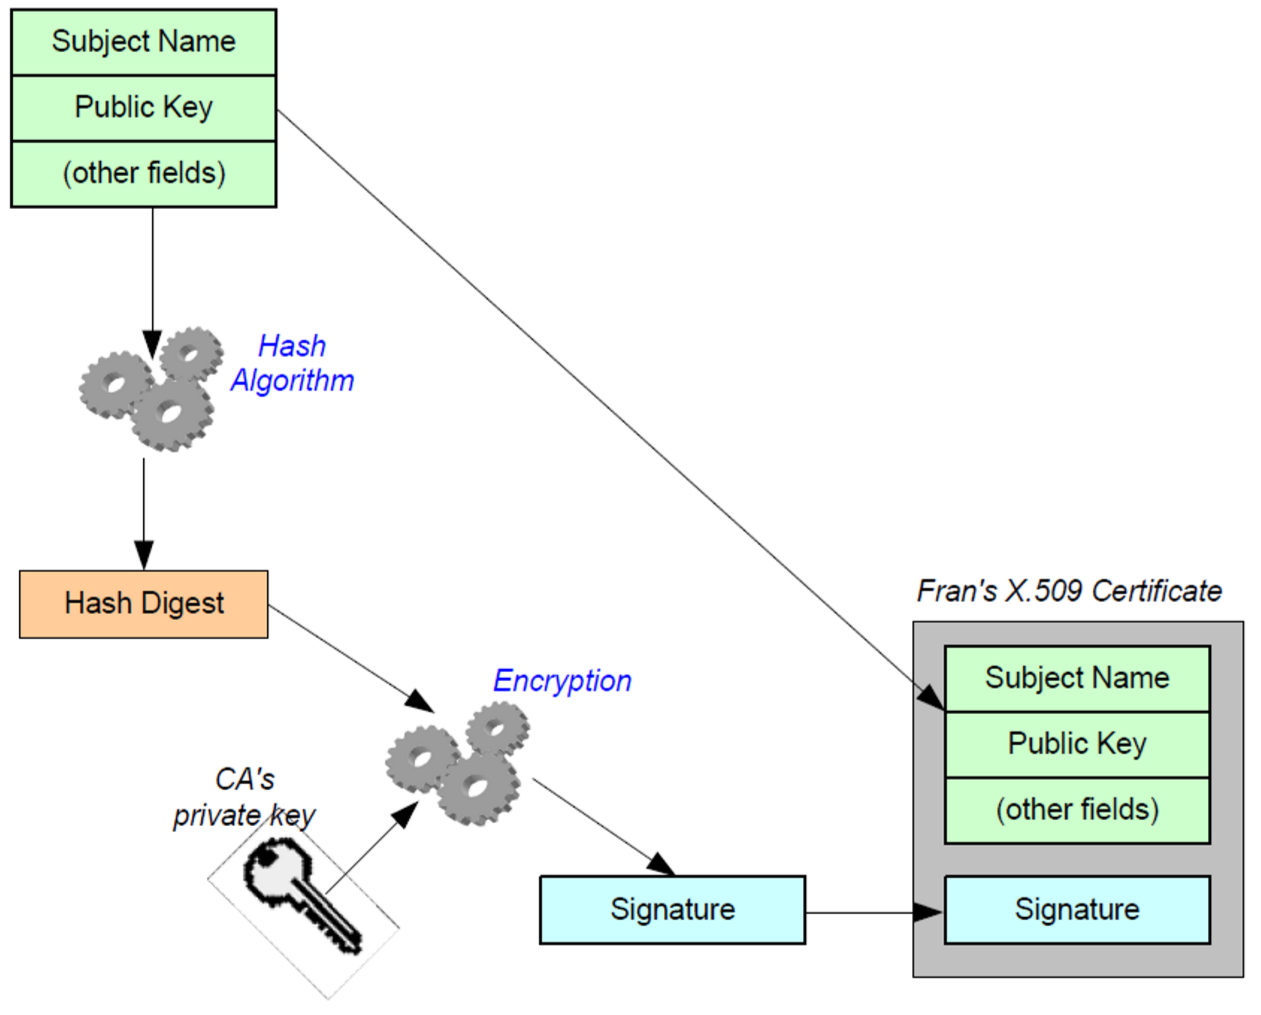 Subject Name
Public Key
(other fields)
Hash
Algorithm
Hash Digest
Encryption
CA's
private key
Signature
Fran's X.509 Certificate
Subject Name
Public Key
(other fields)
Signature